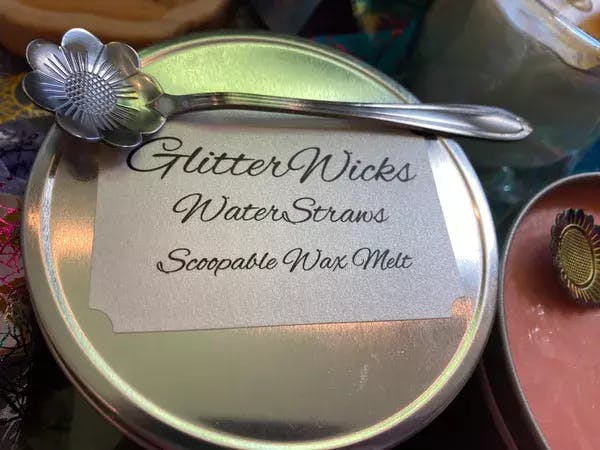 GlitterWicks
WaterStraws
Scoopable Wax Melt